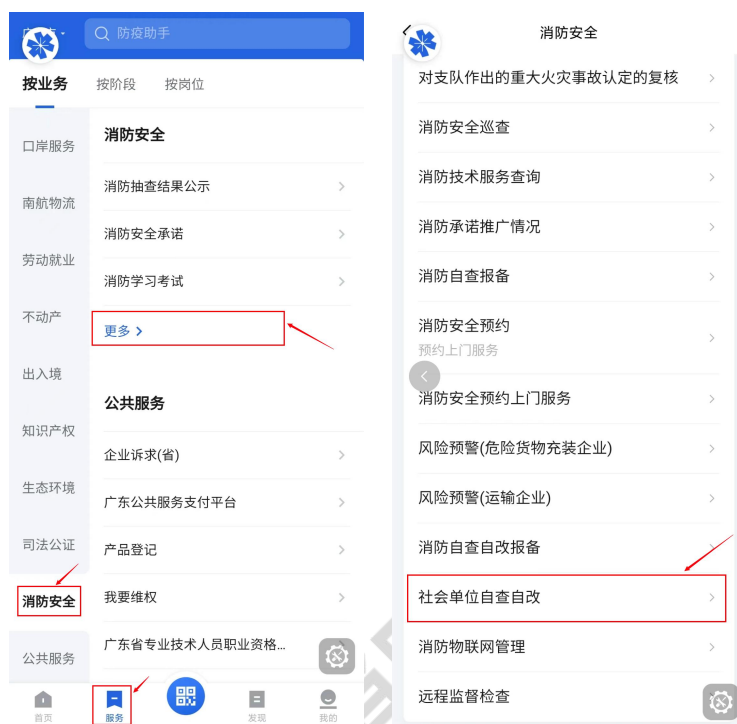 防疫助手
按业务
按阶段
按岗位
口岸服务
南航物流
劳动就业
不动产
出入境
知识产权
生态环境
司法公证
消防安全
公共服务
消防安全
消防抽查结果公示
消防安全承诺
消防学习考试
更多
公共服务
企业诉求(省)
广东公共服务支付平台
产品登记
我要维权
广东省专业技术人员职业资格...
首页
服务
发现
我的
消防安全
对支队作出的重大火灾事故认定的复核
消防安全巡查
消防技术服务查询
消防承诺推广情况
消防自查报备
消防安全预约
预约上门服务
消防安全预约上门服务
风险预警(危险货物充装企业)
风险预警(运输企业)
消防自查自改报备
社会单位自查自改
消防物联网管理
远程监督检查